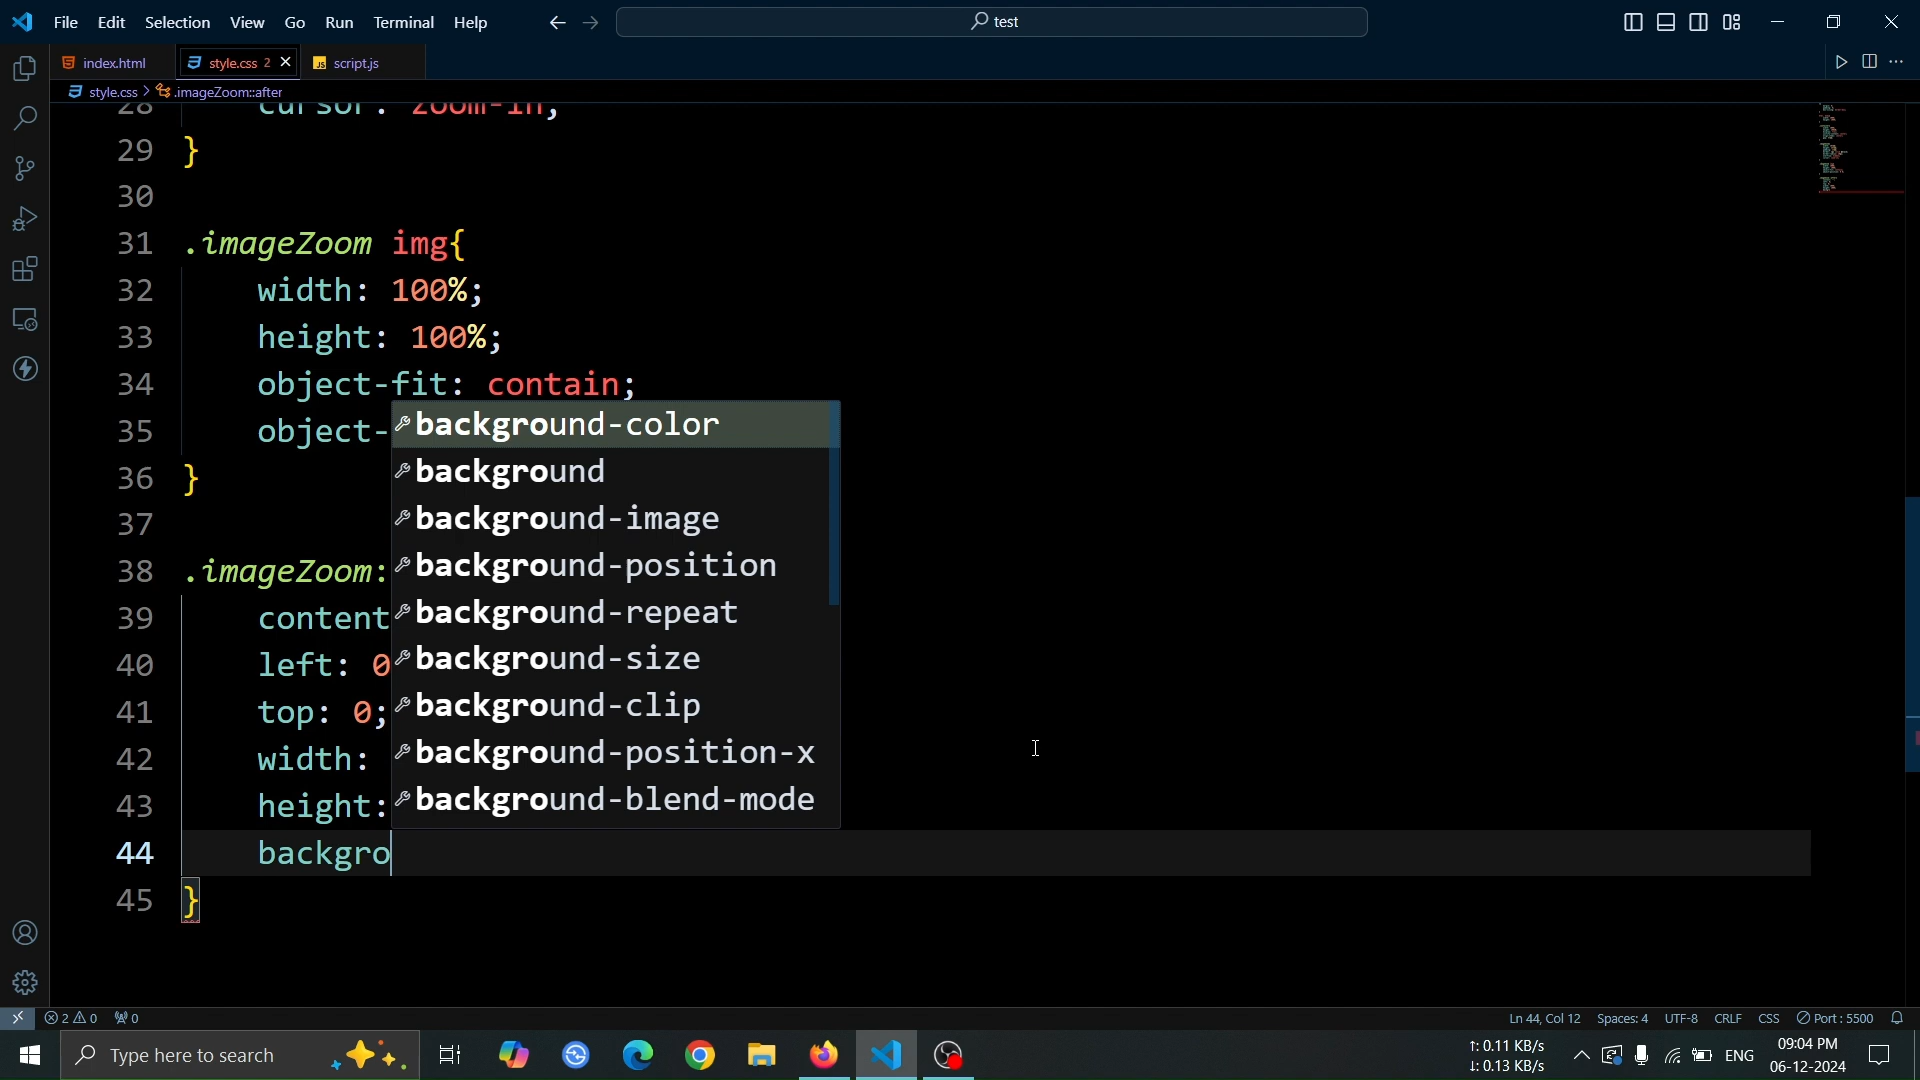 File Edit Selection View Go Run Terminal Help
test
index.html
style.css 2
script.js
style.css > .imageZoom::after
28 cursor: zoom-in;
29 }
30
31 .imageZoom img{
32 width: 100%;
33 height: 100%;
34 object-fit: contain;
35 object-
36 }
37
38 .imageZoom:
39 content
40 left: 0
41 top: 0;
42 width:
43 height:
44 backgro
45 }
background-color
background
background-image
background-position
background-repeat
background-size
background-clip
background-position-x
background-blend-mode
2 0 0
Ln 44, Col 12 Spaces: 4 UTF-8 CRLF CSS Port : 5500
Type here to search
↑: 0.11 KB/s
↓: 0.13 KB/s
ENG
09:04 PM
06-12-2024